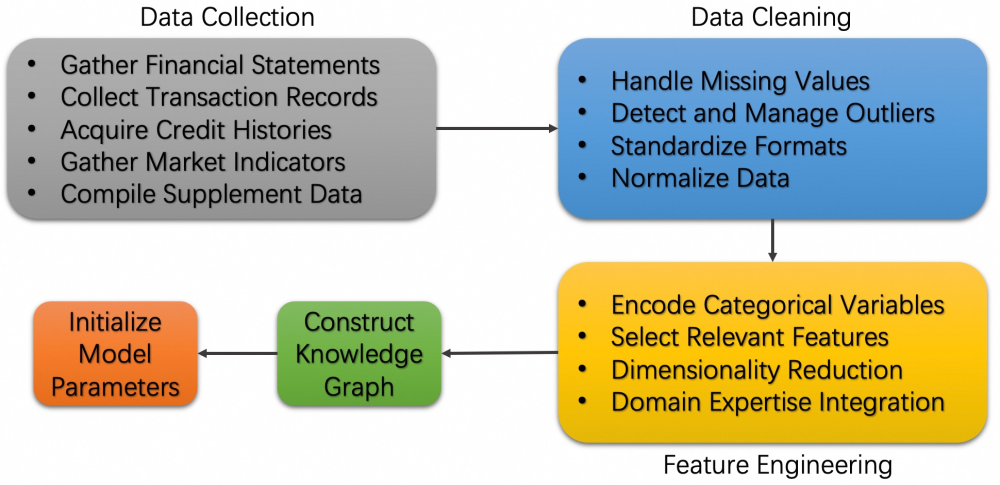 Data Collection
• Gather Financial Statements
• Collect Transaction Records
• Acquire Credit Histories
• Gather Market Indicators
• Compile Supplement Data
Data Cleaning
• Handle Missing Values
• Detect and Manage Outliers
• Standardize Formats
• Normalize Data
• Encode Categorical Variables
• Select Relevant Features
• Dimensionality Reduction
• Domain Expertise Integration
Feature Engineering
Construct
Knowledge
Graph
Initialize
Model
Parameters